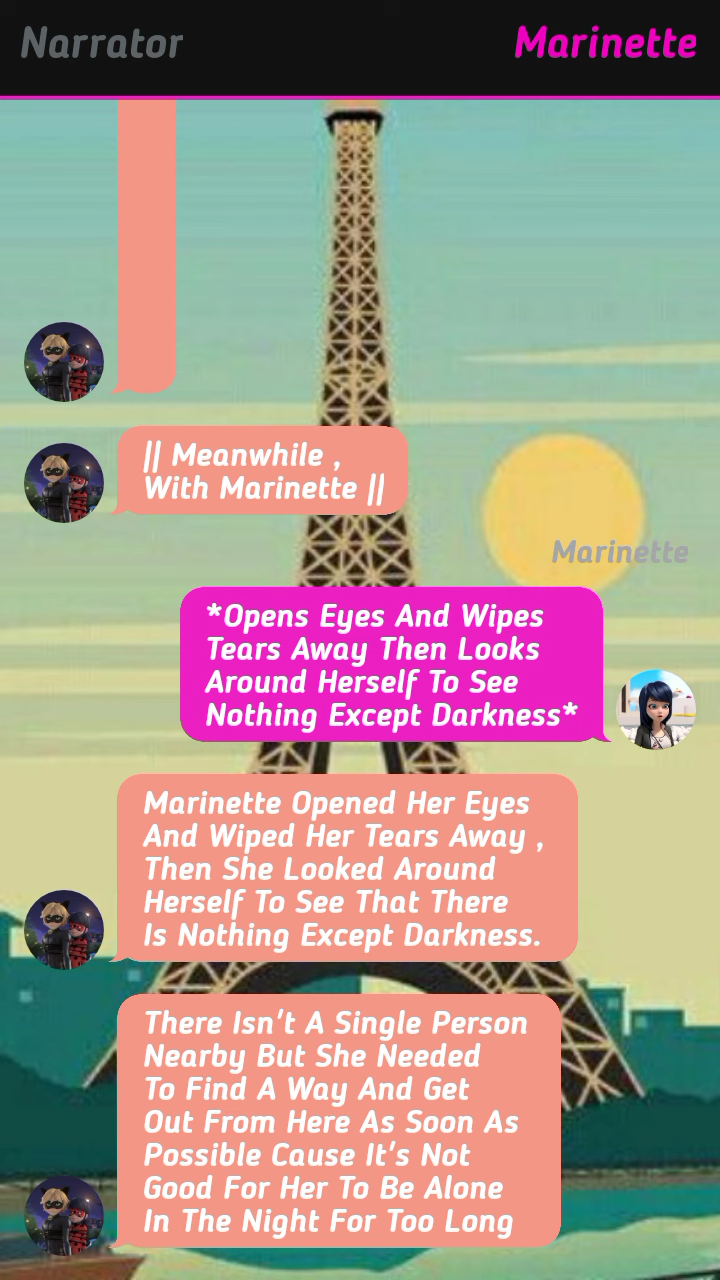 Narrator
Marinette
|| Meanwhile ,
With Marinette ||
Marinette
*Opens Eyes And Wipes
Tears Away Then Looks
Around Herself To See
Nothing Except Darkness*
Marinette Opened Her Eyes
And Wiped Her Tears Away ,
Then She Looked Around
Herself To See That There
Is Nothing Except Darkness.
There Isn't A Single Person
Nearby But She Needed
To Find A Way And Get
Out From Here As Soon As
Possible Cause It's Not
Good For Her To Be Alone
In The Night For Too Long